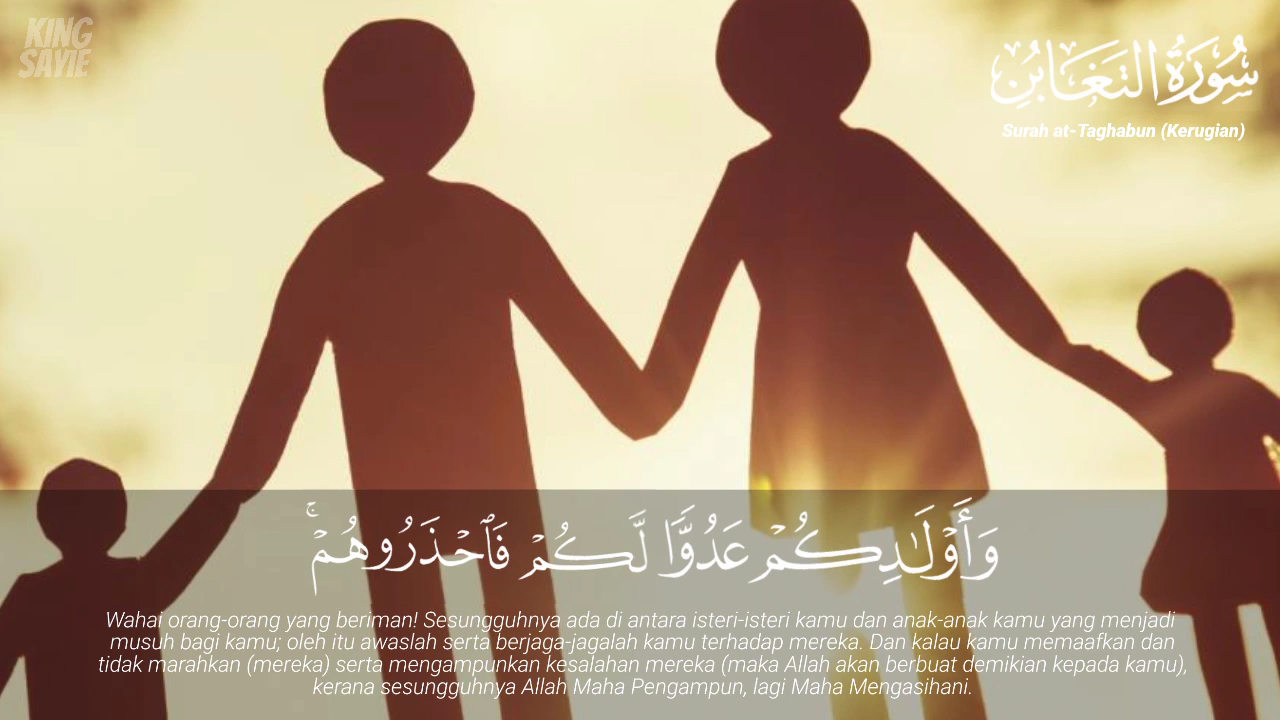 KING
SAYIE
سُورَةُ التَّغَابُن
Surah at-Taghabun (Kerugian)
وَأَوْلَـٰدِكُمْ عَدُوًّا لَّكُمْ فَٱحْذَرُوهُمْ ۚ
Wahai orang-orang yang beriman! Sesungguhnya ada di antara isteri-isteri kamu dan anak-anak kamu yang menjadi
musuh bagi kamu; oleh itu awaslah serta berjaga-jagalah kamu terhadap mereka. Dan kalau kamu memaafkan dan
tidak marahkan (mereka) serta mengampunkan kesalahan mereka (maka Allah akan berbuat demikian kepada kamu),
kerana sesungguhnya Allah Maha Pengampun, lagi Maha Mengasihani.